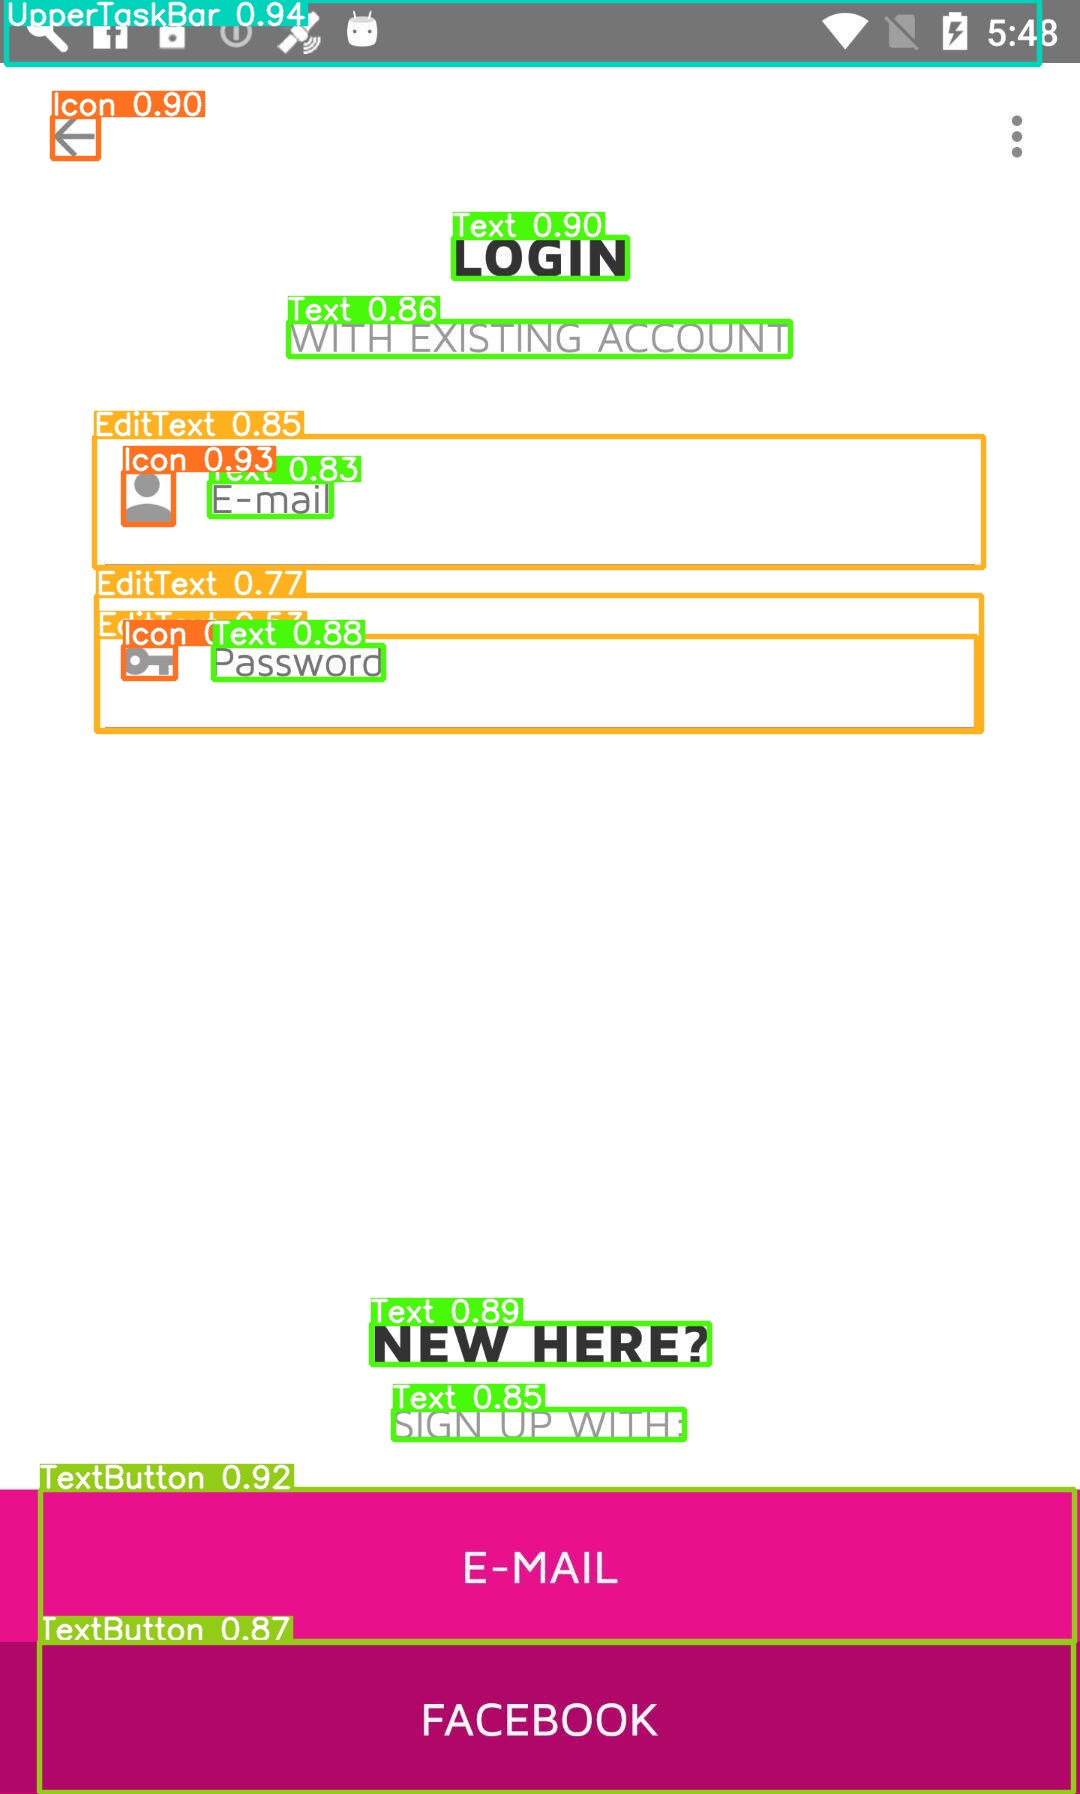 UpperTaskBar 0.94
5:48
Icon 0.90
Text 0.90
LOGIN
Text 0.86
WITH EXISTING ACCOUNT
EditText 0.85
Icon 0.93
Text 0.83
E-mail
EditText 0.77
EditText 0.57
Icon
Text 0.88
Password
Text 0.89
NEW HERE?
Text 0.85
SIGN UP WITH:
TextButton 0.92
E-MAIL
TextButton 0.87
FACEBOOK